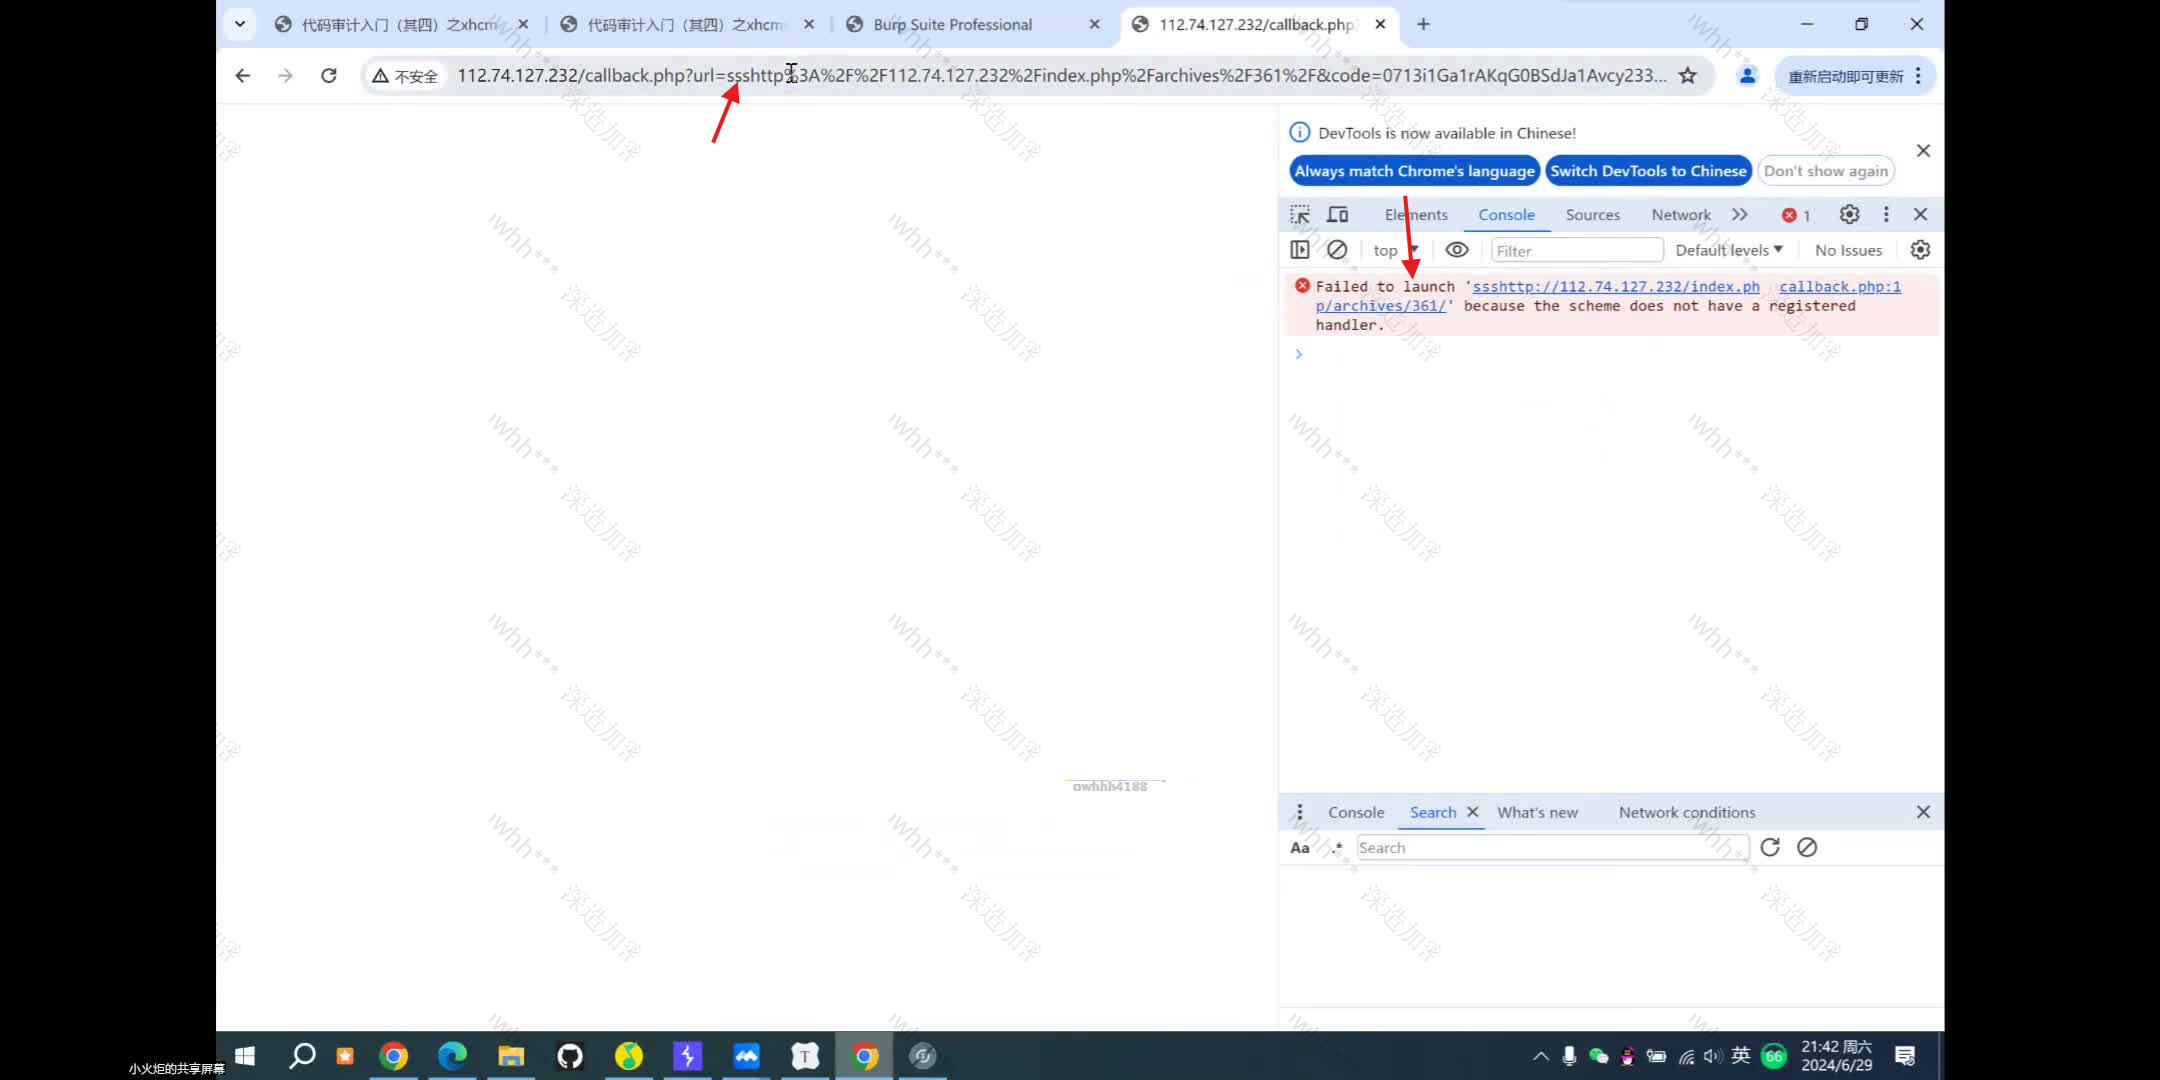 代码审计入门（其四）之xhcm
代码审计入门（其四）之xhcm
Burp Suite Professional
112.74.127.232/callback.php
不安全
112.74.127.232/callback.php?url=ssshttp%3A%2F%2F112.74.127.232%2Findex.php%2Farchives%2F361%2F&code=0713i1Ga1rAKqG0BSdJa1Avcy233...
重新启动即可更新
DevTools is now available in Chinese!
Always match Chrome's language
Switch DevTools to Chinese
Don't show again
Elements
Console
Sources
Network
1
top
Filter
Default levels
No Issues
Failed to launch 'ssshttp://112.74.127.232/index.ph callback.php:1
p/archives/361/' because the scheme does not have a registered
handler.
owhhh4188
Console
Search
What's new
Network conditions
Aa
.*
Search
英
66
21:42 周六
2024/6/29
小火炬的共享屏幕